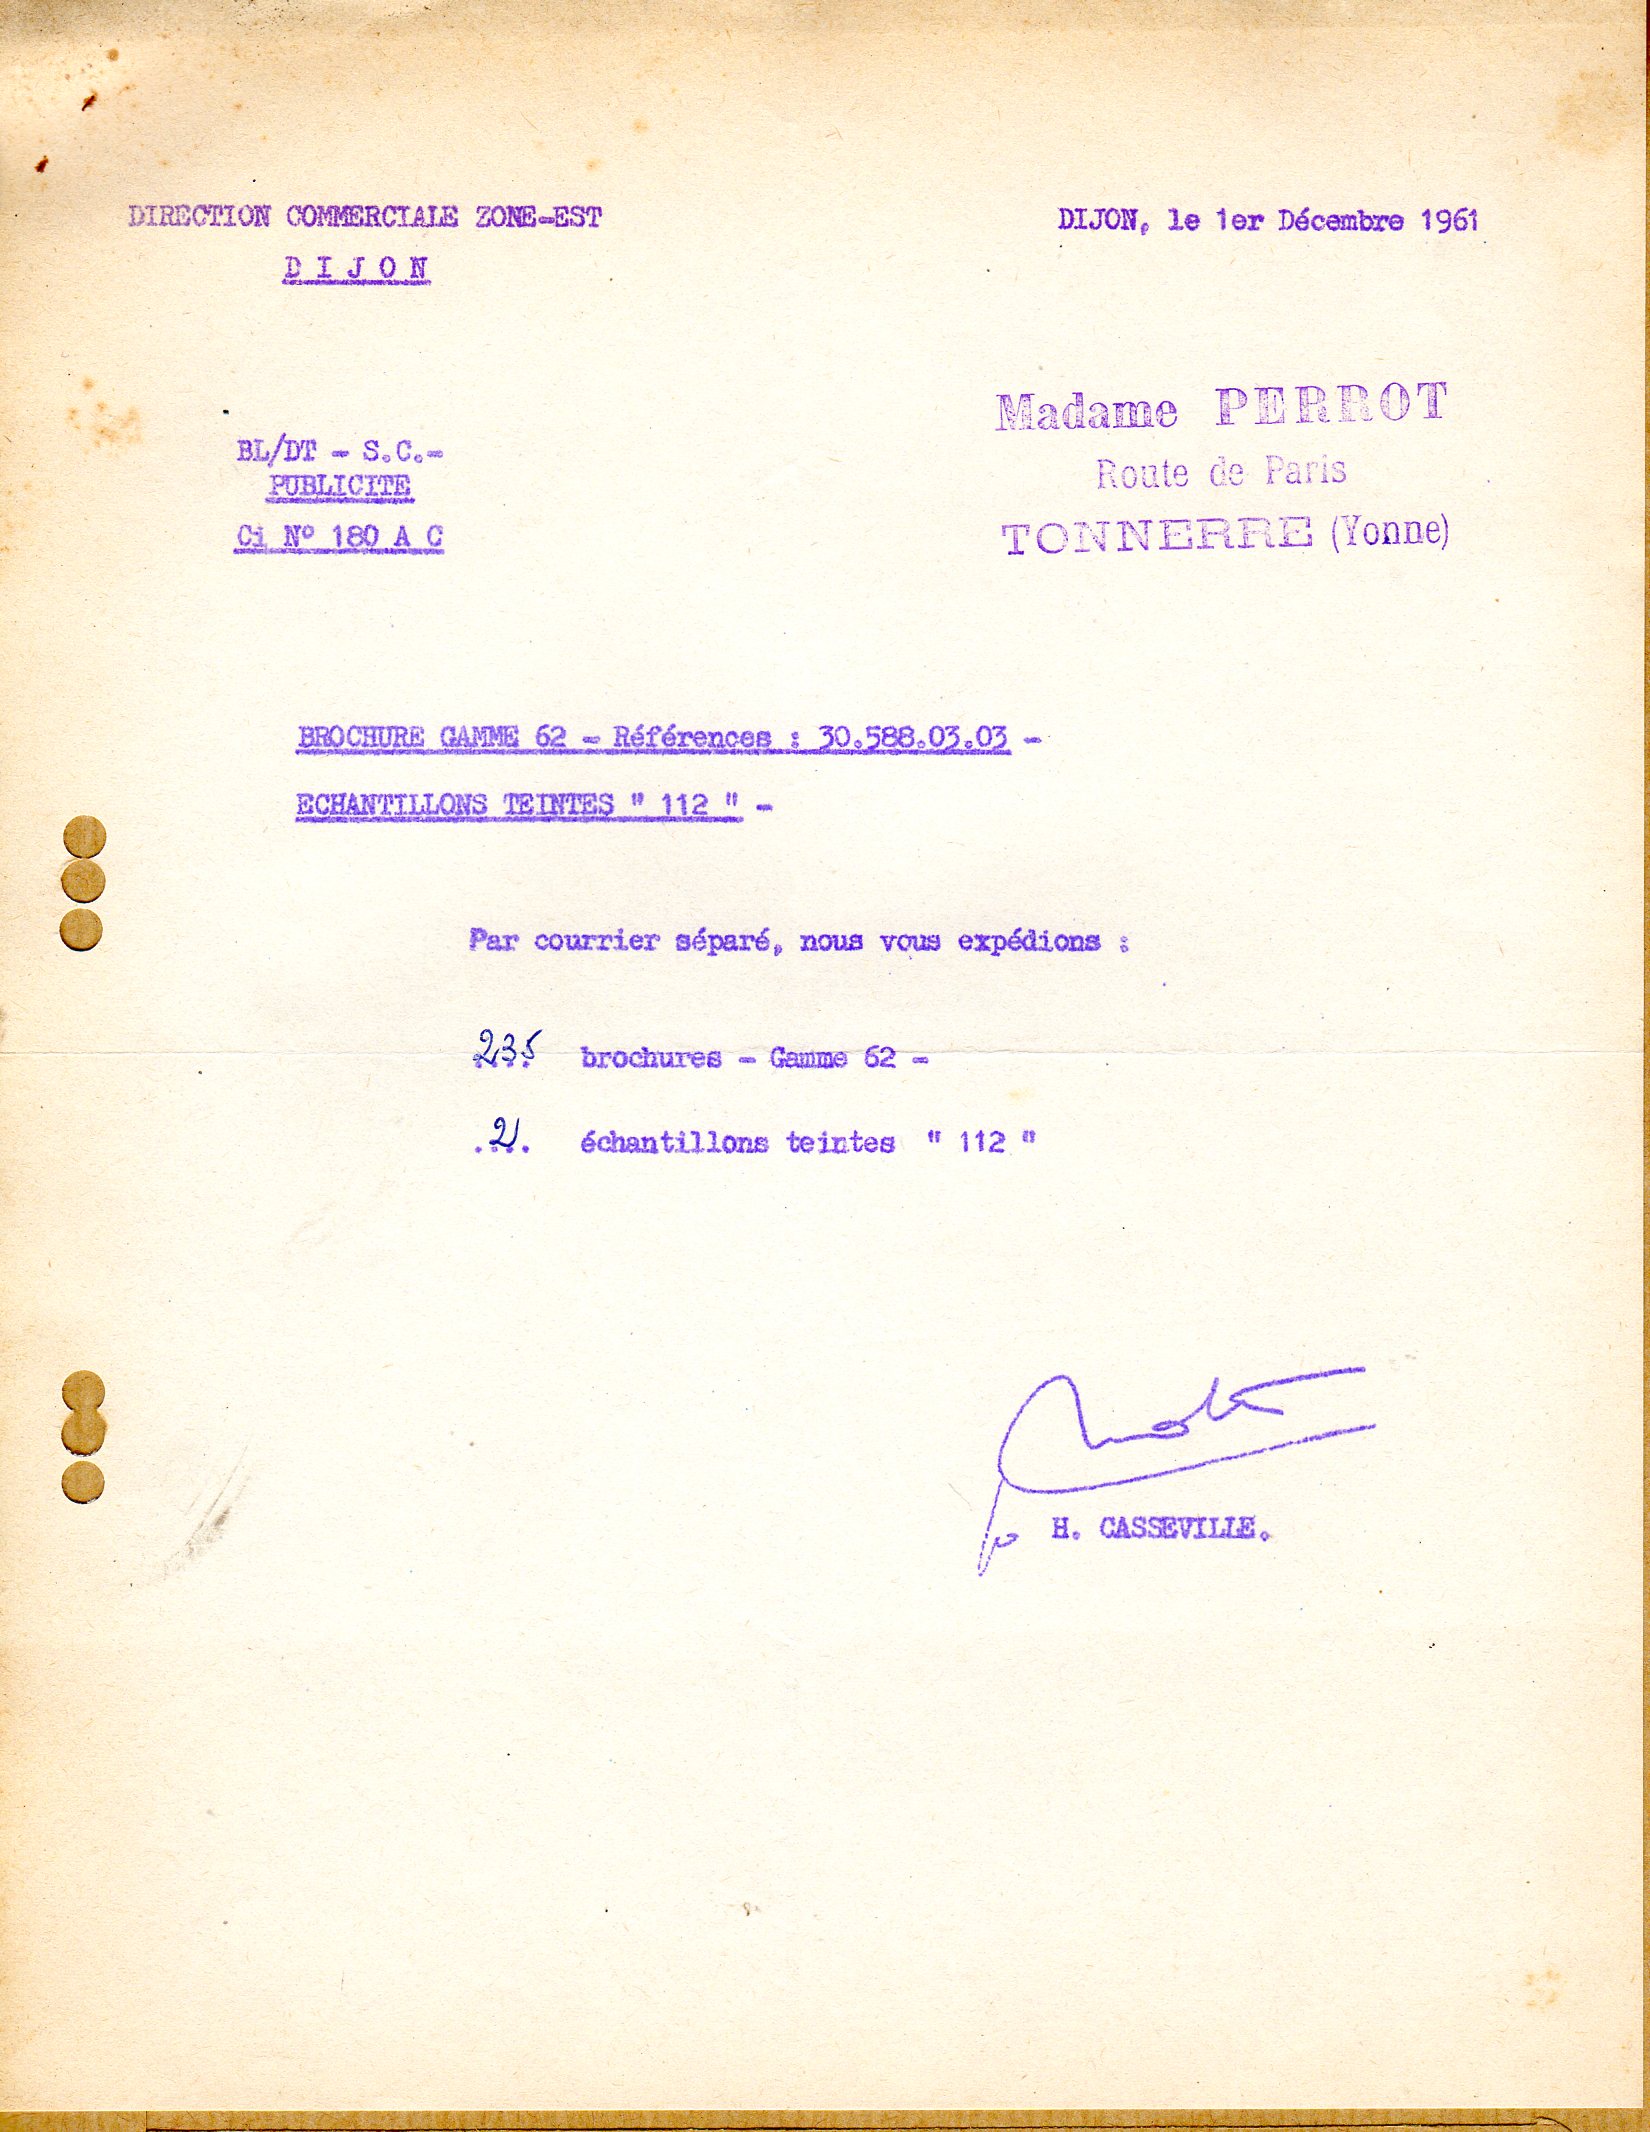 DIRECTION COMMERCIALE ZONE-EST
D I J O N
DIJON, le 1er Décembre 1961
Madame PERROT
Route de Paris
TONNERRE (Yonne)
BL/DT - S.C.-
PUBLICITE
Ci Nº 180 A C
BROCHURE GAMME 62 - Références : 30.588.03.03 -
ECHANTILLONS TEINTES " 112 " -
Par courrier séparé, nous vous expédions :
235 brochures - Gamme 62 -
.2. échantillons teintes " 112 "
H. CASSEVILLE.